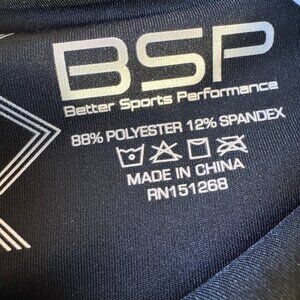 BSP
Better Sports Performance
88% POLYESTER 12% SPANDEX
MADE IN CHINA
RN151268